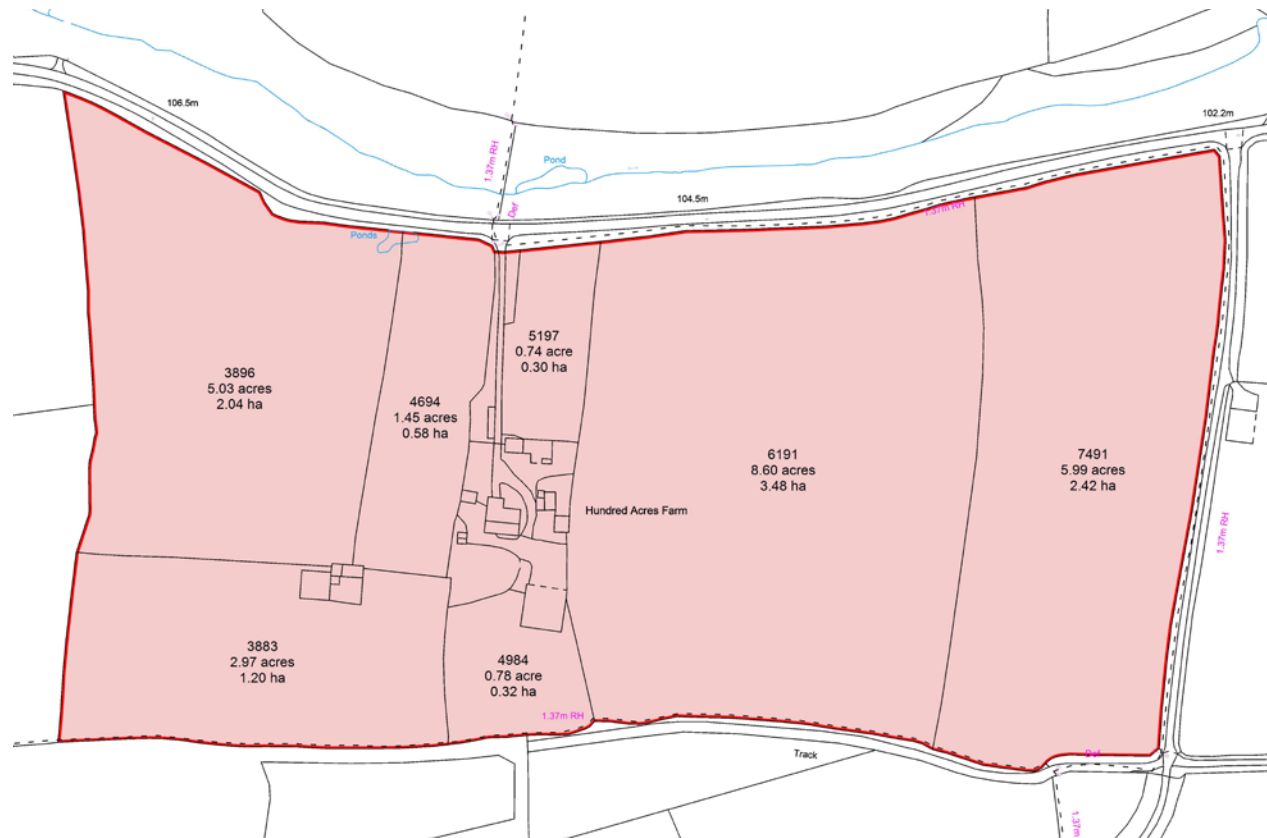 106.5m
102.2m
1.37m RH
Pond
Def
104.5m
1.37m RH
Ponds
5197
0.74 acre
0.30 ha
3896
5.03 acres
2.04 ha
4694
1.45 acres
0.58 ha
6191
8.60 acres
3.48 ha
7491
5.99 acres
2.42 ha
Hundred Acres Farm
1.37m RH
3883
2.97 acres
1.20 ha
4984
0.78 acre
0.32 ha
1.37m RH
Track
Def
1.37m